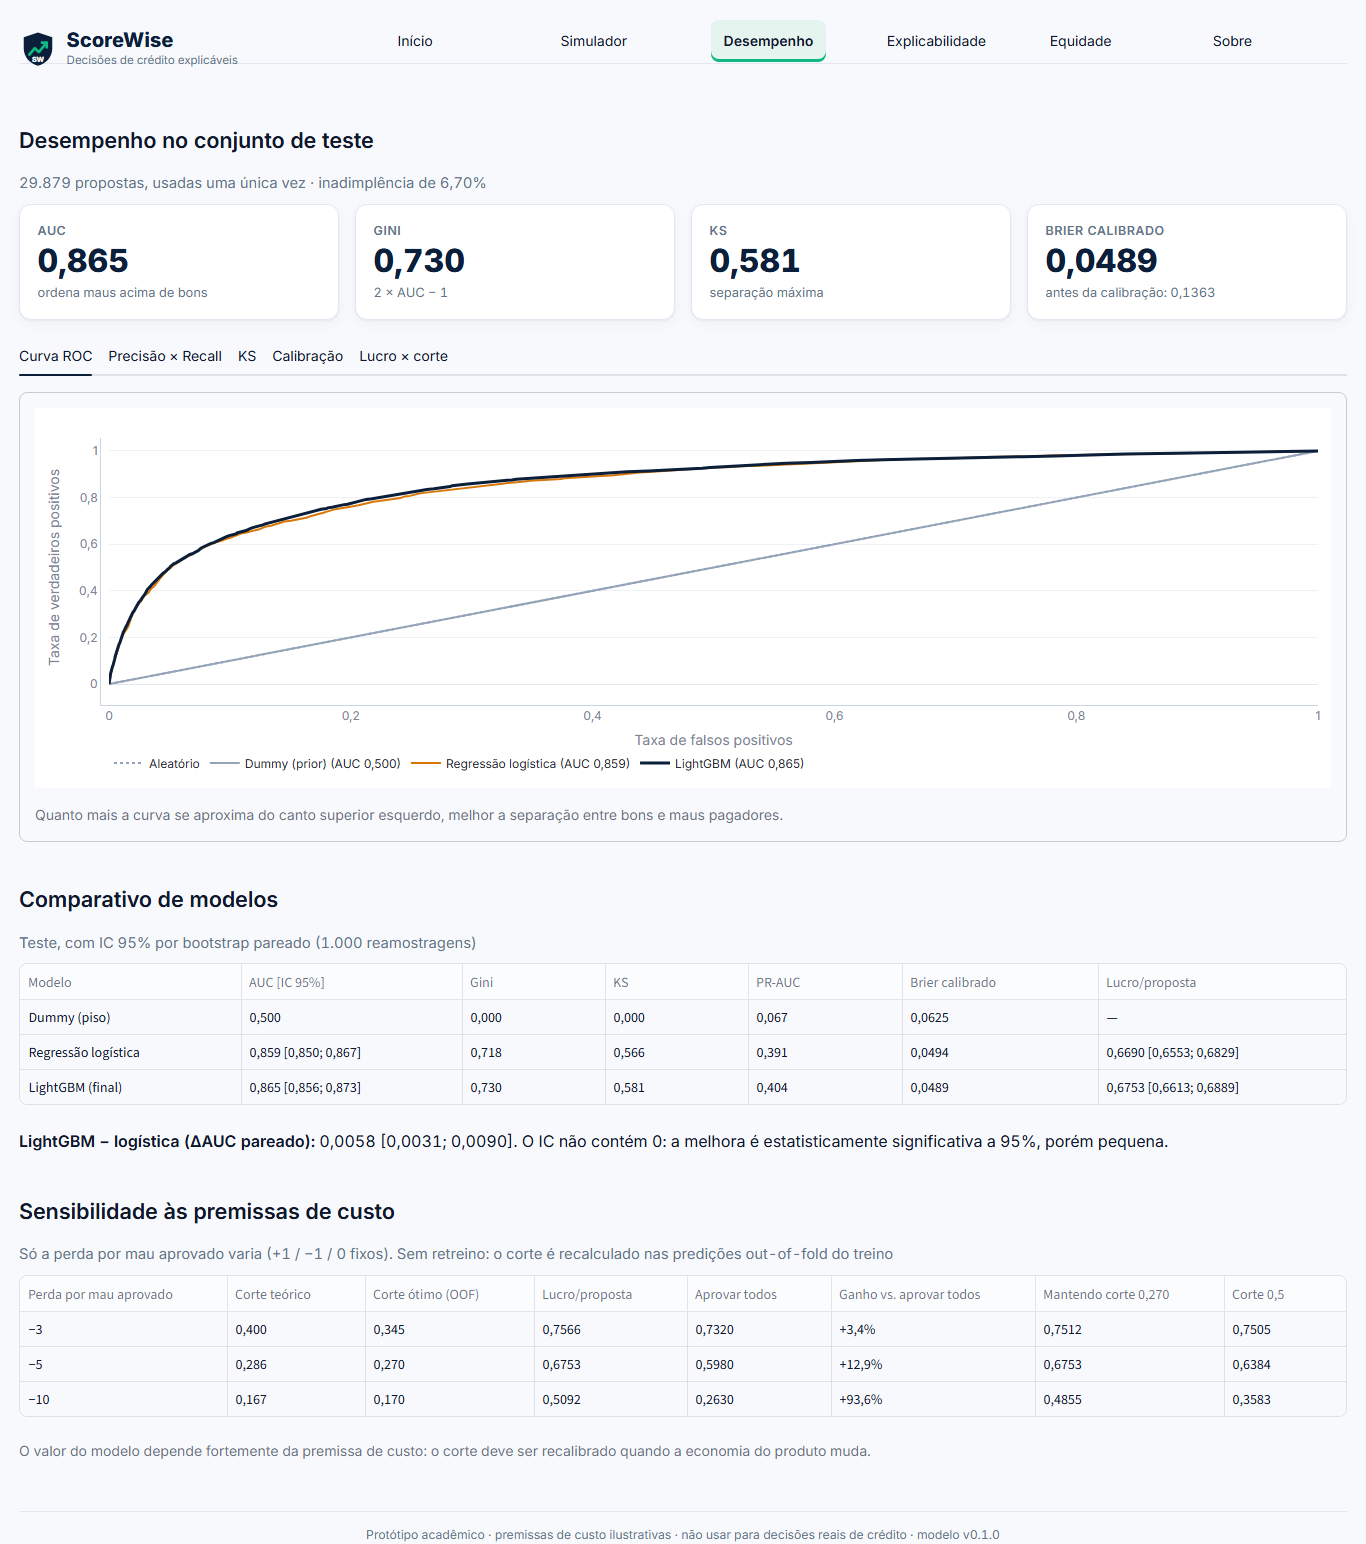 ScoreWise
Decisões de crédito explicáveis
SW
Início
Simulador
Desempenho
Explicabilidade
Equidade
Sobre
Desempenho no conjunto de teste
29.879 propostas, usadas uma única vez · inadimplência de 6,70%
AUC
0,865
ordena maus acima de bons
GINI
0,730
2 × AUC − 1
KS
0,581
separação máxima
BRIER CALIBRADO
0,0489
antes da calibração: 0,1363
Curva ROC Precisão × Recall KS Calibração Lucro × corte
Taxa de verdadeiros positivos
1
0,8
0,6
0,4
0,2
0
0 0,2 0,4 0,6 0,8 1
Taxa de falsos positivos
Aleatório Dummy (prior) (AUC 0,500) Regressão logística (AUC 0,859) LightGBM (AUC 0,865)
Quanto mais a curva se aproxima do canto superior esquerdo, melhor a separação entre bons e maus pagadores.
Comparativo de modelos
Teste, com IC 95% por bootstrap pareado (1.000 reamostragens)
Modelo AUC [IC 95%] Gini KS PR-AUC Brier calibrado Lucro/proposta
Dummy (piso) 0,500 0,000 0,000 0,067 0,0625 —
Regressão logística 0,859 [0,850; 0,867] 0,718 0,566 0,391 0,0494 0,6690 [0,6553; 0,6829]
LightGBM (final) 0,865 [0,856; 0,873] 0,730 0,581 0,404 0,0489 0,6753 [0,6613; 0,6889]
LightGBM − logística (ΔAUC pareado): 0,0058 [0,0031; 0,0090]. O IC não contém 0: a melhora é estatisticamente significativa a 95%, porém pequena.
Sensibilidade às premissas de custo
Só a perda por mau aprovado varia (+1 / −1 / 0 fixos). Sem retreino: o corte é recalculado nas predições out-of-fold do treino
Perda por mau aprovado Corte teórico Corte ótimo (OOF) Lucro/proposta Aprovar todos Ganho vs. aprovar todos Mantendo corte 0,270 Corte 0,5
−3 0,400 0,345 0,7566 0,7320 +3,4% 0,7512 0,7505
−5 0,286 0,270 0,6753 0,5980 +12,9% 0,6753 0,6384
−10 0,167 0,170 0,5092 0,2630 +93,6% 0,4855 0,3583
O valor do modelo depende fortemente da premissa de custo: o corte deve ser recalibrado quando a economia do produto muda.
Protótipo acadêmico · premissas de custo ilustrativas · não usar para decisões reais de crédito · modelo v0.1.0